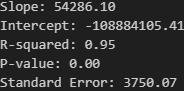 Slope: 54286.10
Intercept: -108884105.41
R-squared: 0.95
P-value: 0.00
Standard Error: 3750.07